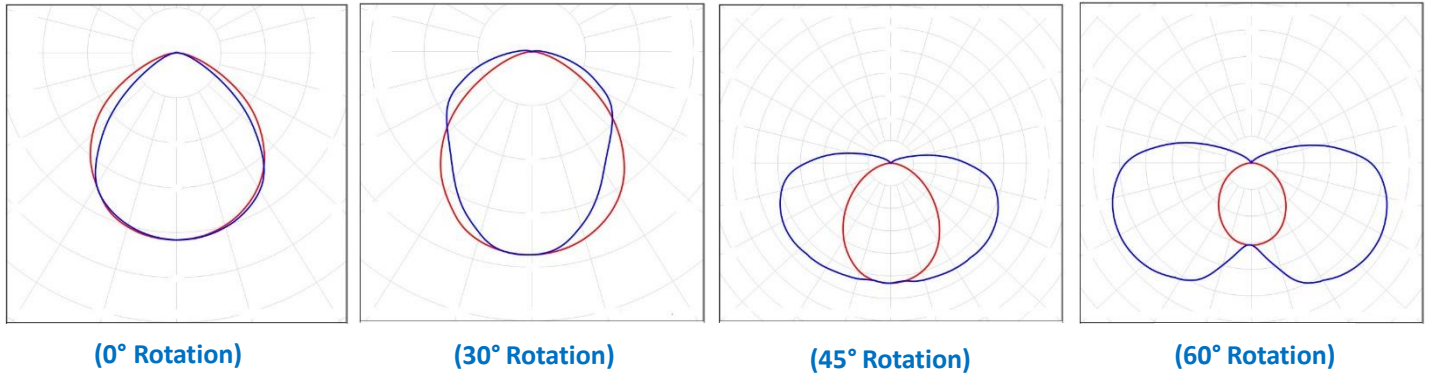 (0° Rotation)
(30° Rotation)
(45° Rotation)
(60° Rotation)